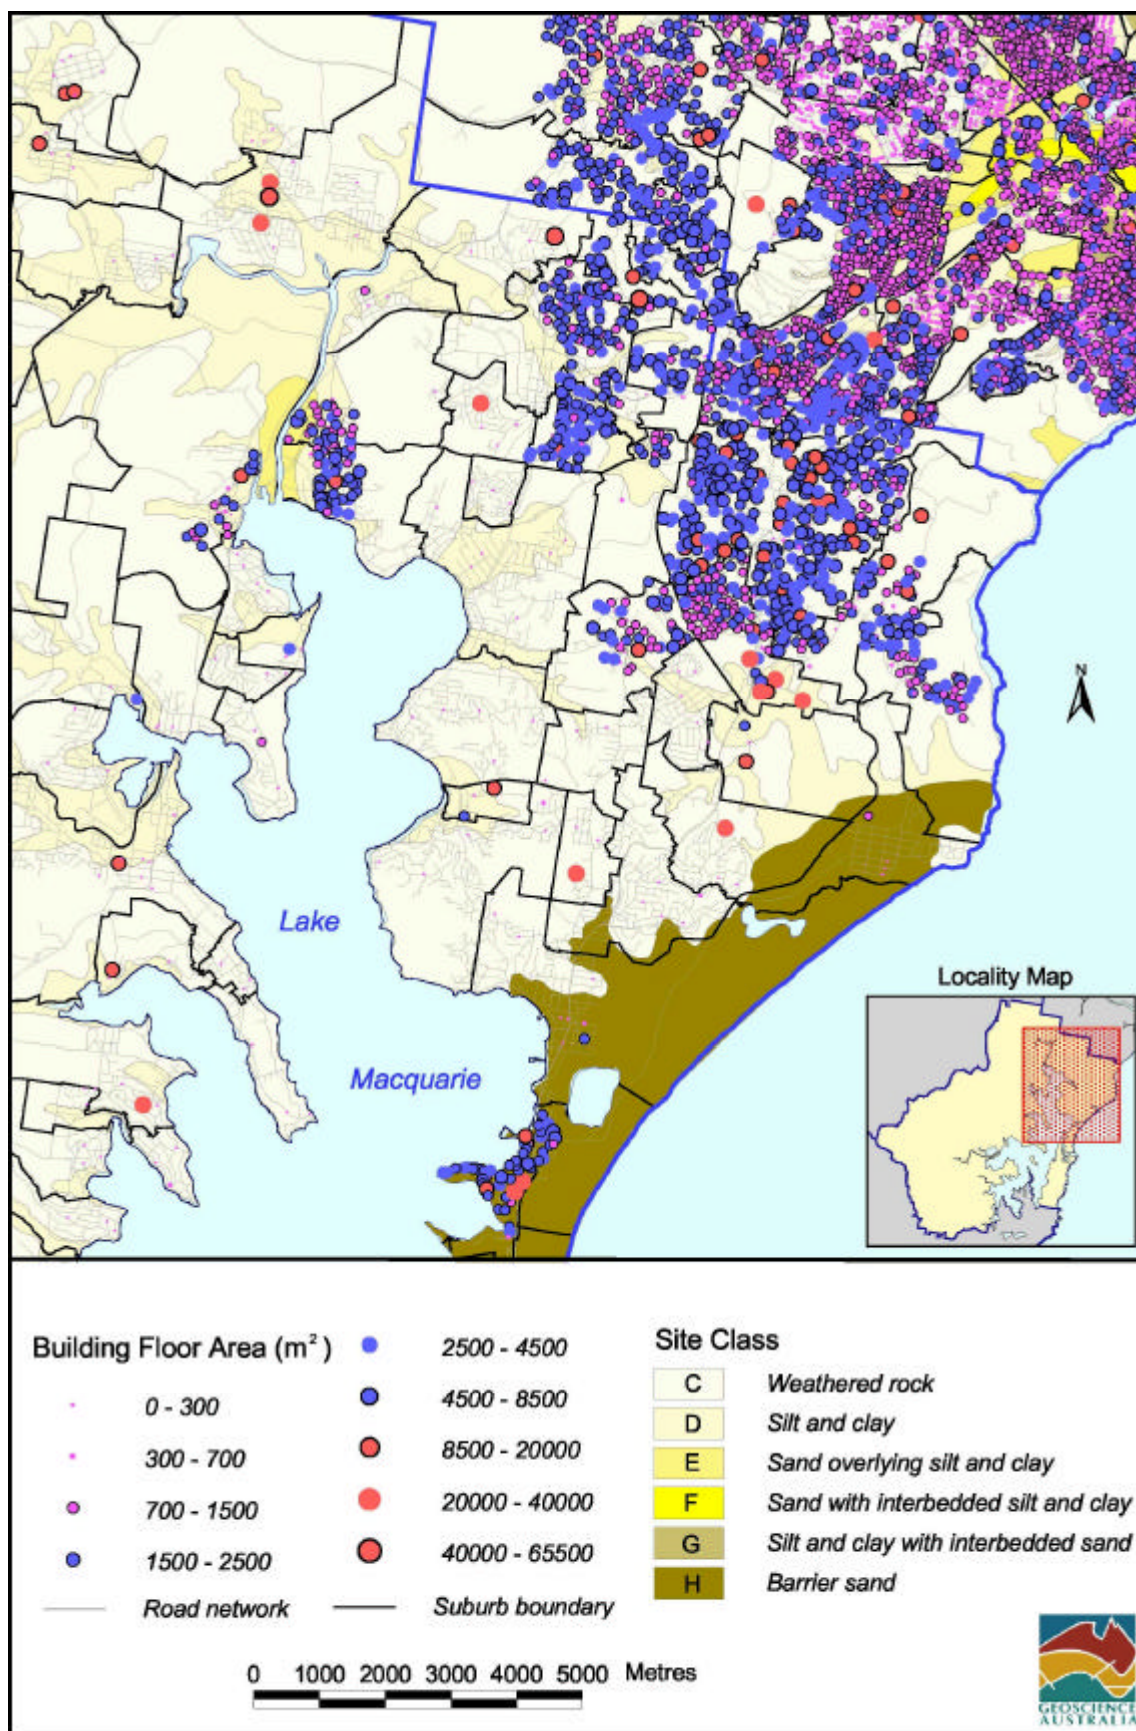 N
Lake
Macquarie
Locality Map
Building Floor Area (m²)
0 - 300
300 - 700
700 - 1500
1500 - 2500
Road network
2500 - 4500
4500 - 8500
8500 - 20000
20000 - 40000
40000 - 65500
Suburb boundary
Site Class
C Weathered rock
D Silt and clay
E Sand overlying silt and clay
F Sand with interbedded silt and clay
G Silt and clay with interbedded sand
H Barrier sand
0 1000 2000 3000 4000 5000 Metres
GEOSCIENCE
AUSTRALIA